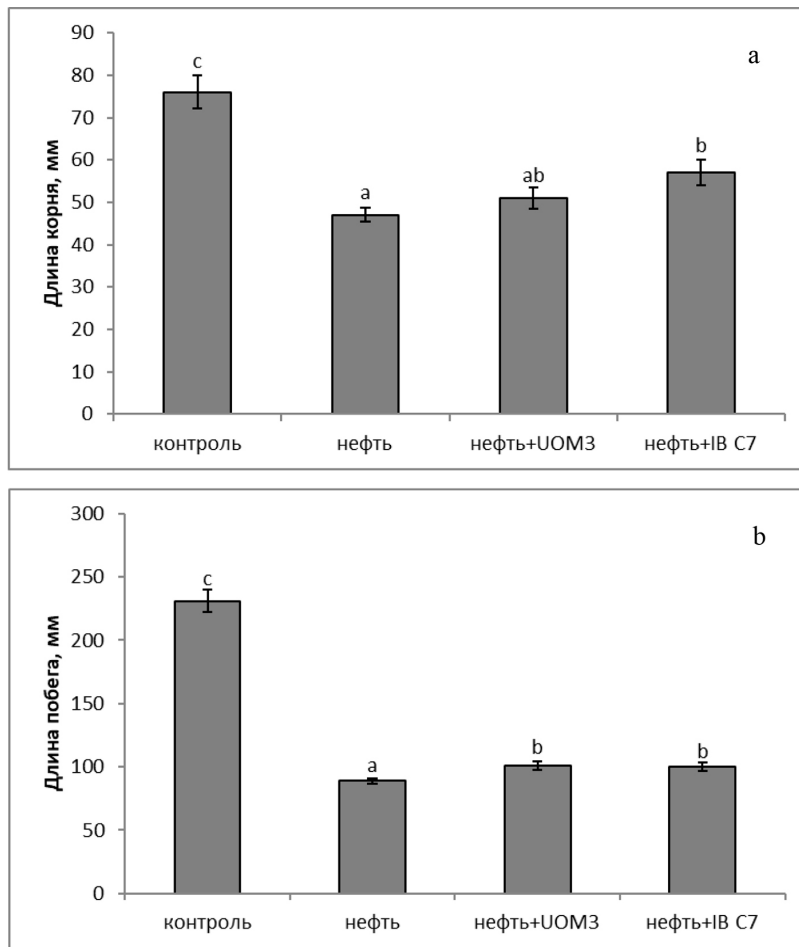 a
Длина корня, мм
90
80
70
60
50
40
30
20
10
0
c
a
ab
b
контроль
нефть
нефть+UOM3
нефть+IB C7
b
Длина побега, мм
300
250
200
150
100
50
0
c
a
b
b
контроль
нефть
нефть+UOM3
нефть+IB C7